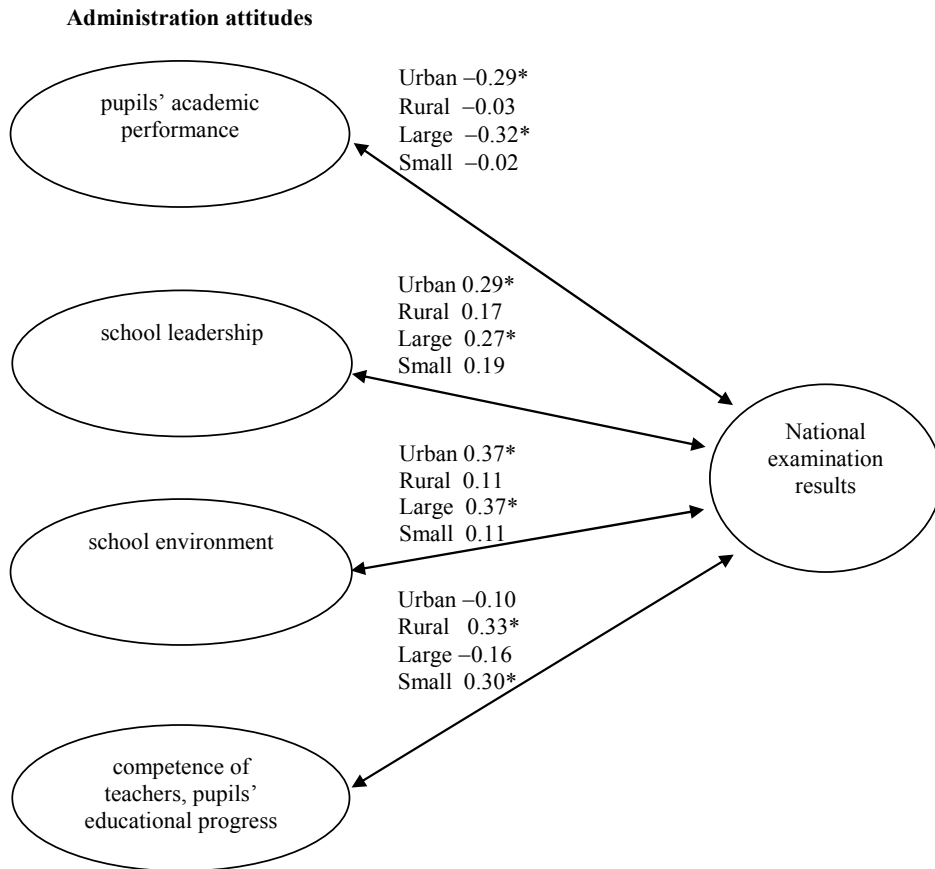 Administration attitudes
pupils’ academic
performance
Urban −0.29*
Rural −0.03
Large −0.32*
Small −0.02
school leadership
Urban 0.29*
Rural 0.17
Large 0.27*
Small 0.19
school environment
Urban 0.37*
Rural 0.11
Large 0.37*
Small 0.11
competence of
teachers, pupils’
educational progress
Urban −0.10
Rural 0.33*
Large −0.16
Small 0.30*
National
examination
results